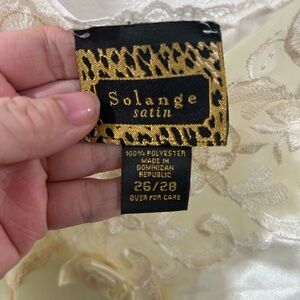 Solange
satin
100% POLYESTER
MADE IN
DOMINICAN
REPUBLIC
26/28
OVER FOR CARE